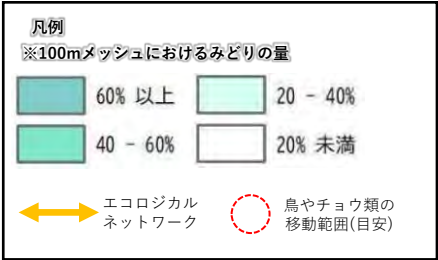 凡例
※100mメッシュにおけるみどりの量
60% 以上
20 - 40%
40 - 60%
20% 未満
エコロジカル
ネットワーク
鳥やチョウ類の
移動範囲(目安)